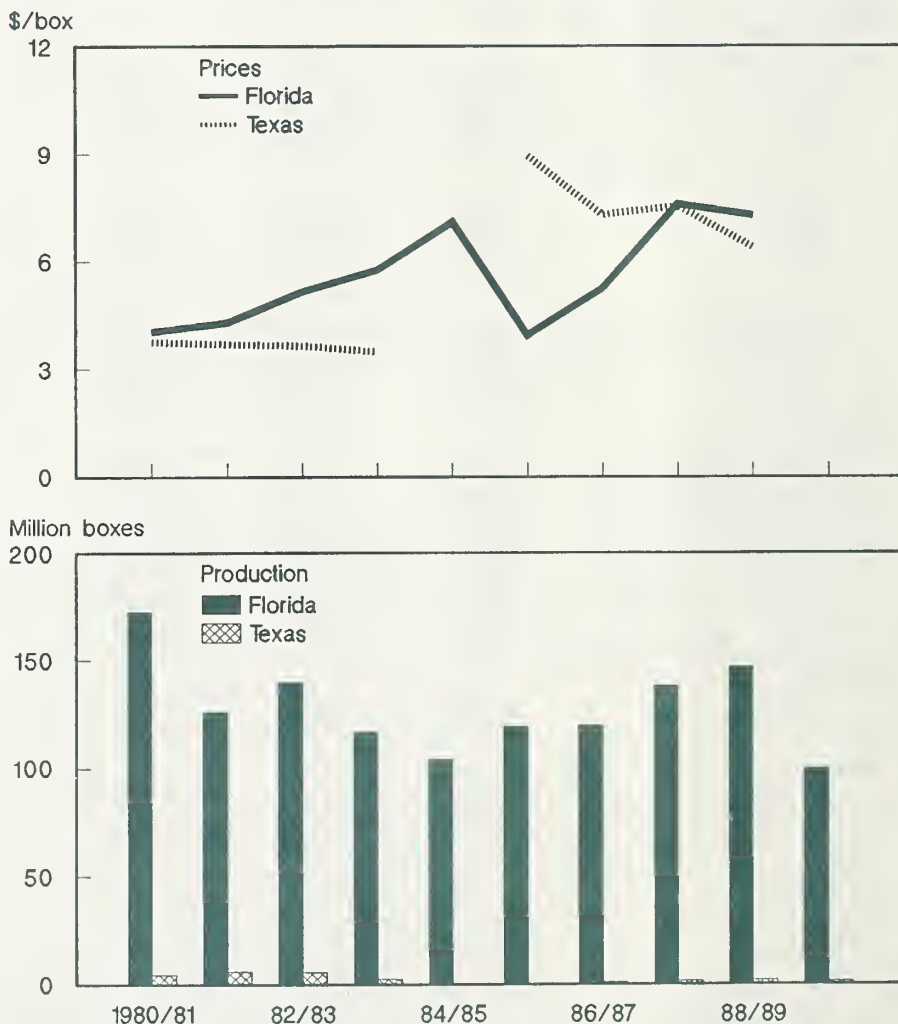 $/box
12
Prices
Florida
Texas
9
6
3
0
Million boxes
200
Production
Florida
Texas
150
100
50
0
1980/81 82/83 84/85 86/87 88/89